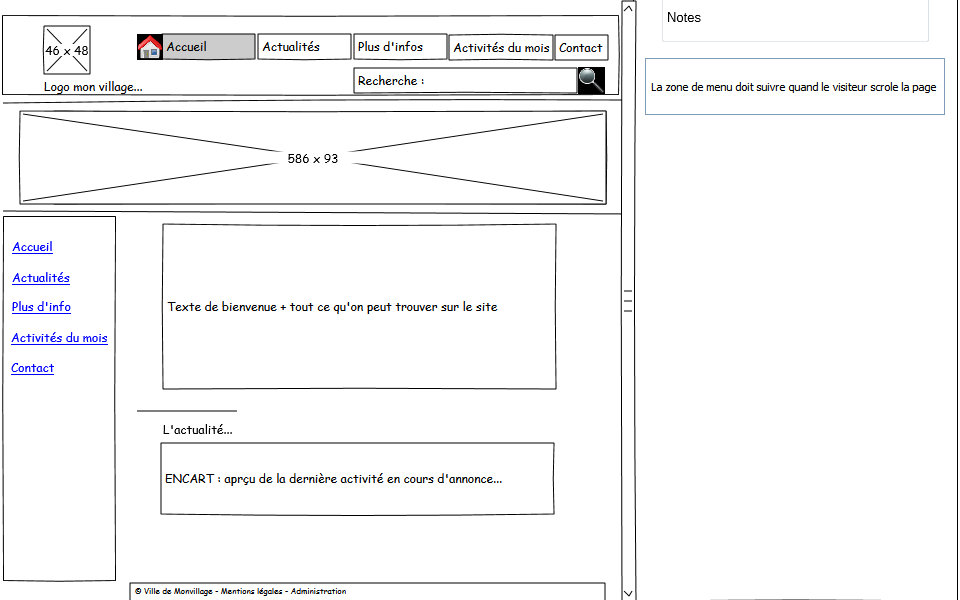 46 x 48
Logo mon village...
Accueil
Actualités
Plus d'infos
Activités du mois
Contact
Recherche :
586 x 93
Accueil
Actualités
Plus d'info
Activités du mois
Contact
Texte de bienvenue + tout ce qu'on peut trouver sur le site
L'actualité...
ENCART : aprçu de la dernière activité en cours d'annonce...
© Ville de Monvillage - Mentions légales - Administration
Notes
La zone de menu doit suivre quand le visiteur scrole la page